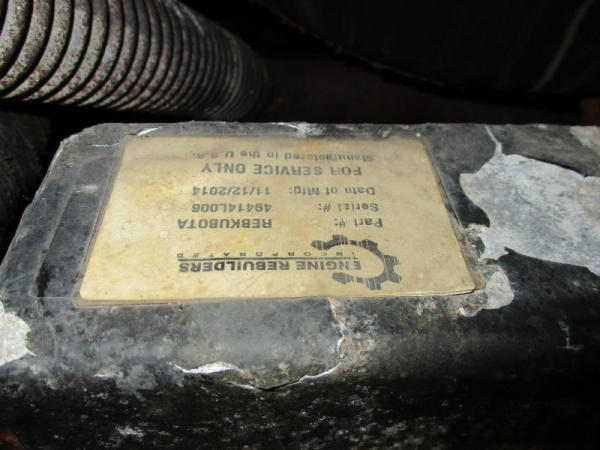 ENGINE REBUILDERS
INCORPORATED
Part #: REBKUBOTA
Serial #: 49414L006
Date of Mfg: 11/12/2014
FOR SERVICE ONLY
Manufactured in the U.S.A.